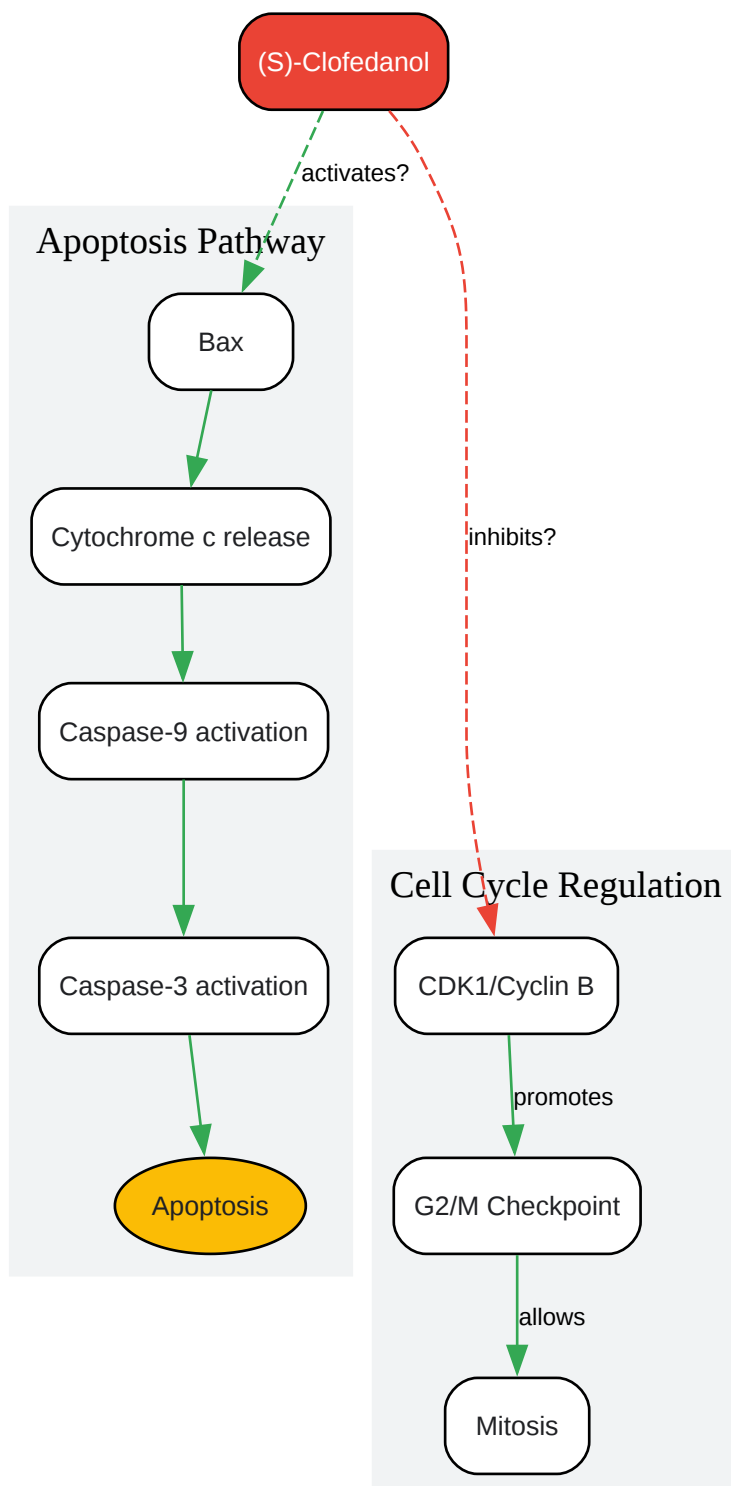 (S)-Clofedanol
activates?
Apoptosis Pathway
Bax
Cytochrome c release
inhibits?
Caspase-9 activation
Cell Cycle Regulation
Caspase-3 activation
CDK1/Cyclin B
promotes
Apoptosis
G2/M Checkpoint
allows
Mitosis